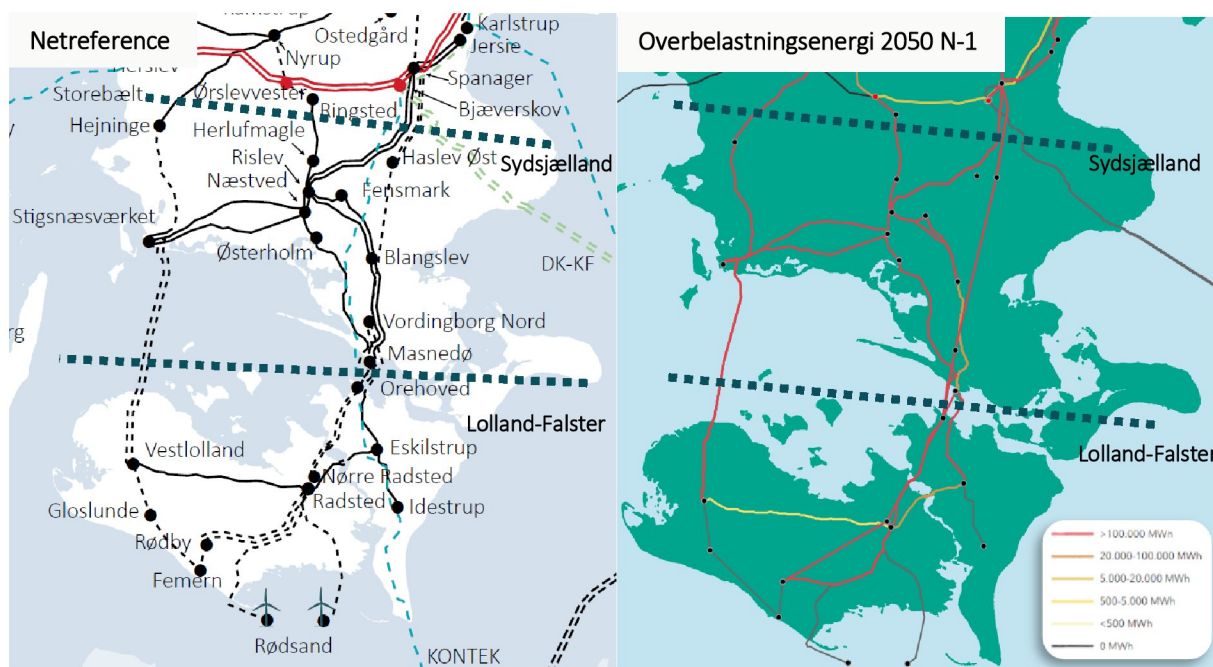 Netreference
Kamstrup
Ostedgård
Karlstrup
Jersie
Nyrup
Herslev
Spanager
Storebælt
Ørslevvester
Ringsted
Bjæverskov
Hejninge
Herlufmagle
Rislev
Haslev Øst
Sydsjælland
Næstved
Fensmark
Stigsnæsværket
Østerholm
Blangslev
DK-KF
Vordingborg Nord
rg
Masnedø
Orehoved
Lolland-Falster
Vestlolland
Eskilstrup
Nørre Radsted
Radsted
Idestrup
Gloslunde
Rødby
Femern
Rødsand
KONTEK
Overbelastningsenergi 2050 N-1
Sydsjælland
Lolland-Falster
>100.000 MWh
20.000-100.000 MWh
5.000-20.000 MWh
500-5.000 MWh
<500 MWh
0 MWh